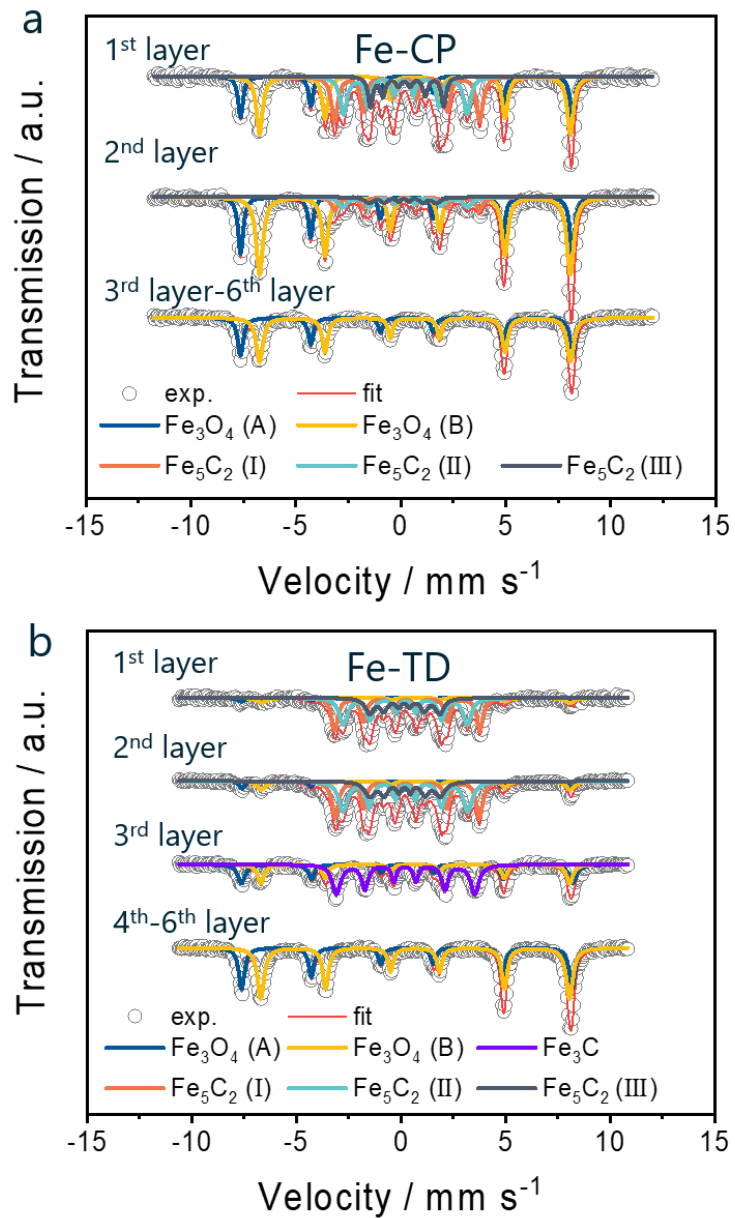 a
1st layer
Fe-CP
2nd layer
3rd layer-6th layer
exp. fit
Fe3O4 (A) Fe3O4 (B)
Fe5C2 (I) Fe5C2 (II) Fe5C2 (III)
Transmission / a.u.
-15 -10 -5 0 5 10 15
Velocity / mm s-1
b
1st layer
Fe-TD
2nd layer
3rd layer
4th-6th layer
exp. fit
Fe3O4 (A) Fe3O4 (B) Fe3C
Fe5C2 (I) Fe5C2 (II) Fe5C2 (III)
Transmission / a.u.
-15 -10 -5 0 5 10 15
Velocity / mm s-1